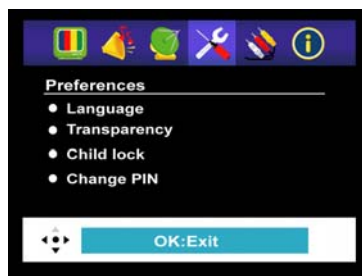 Preferences
Language
Transparency
Child lock
Change PIN
OK:Exit